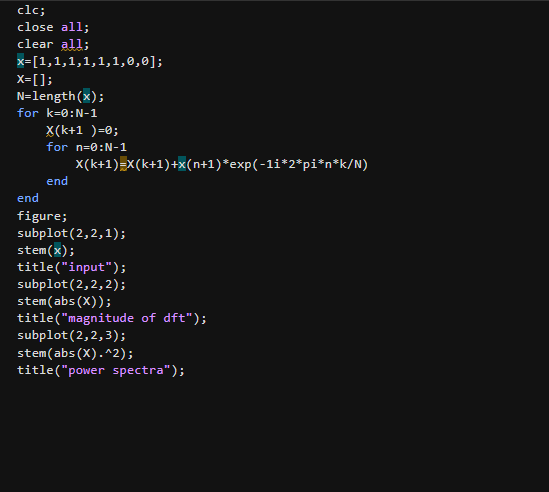 clc;
close all;
clear all;
x=[1,1,1,1,1,1,0,0];
X=[];
N=length(x);
for k=0:N-1
    X(k+1 )=0;
    for n=0:N-1
        X(k+1)=X(k+1)+x(n+1)*exp(-1i*2*pi*n*k/N)
    end
end
figure;
subplot(2,2,1);
stem(x);
title("input");
subplot(2,2,2);
stem(abs(X));
title("magnitude of dft");
subplot(2,2,3);
stem(abs(X).^2);
title("power spectra");